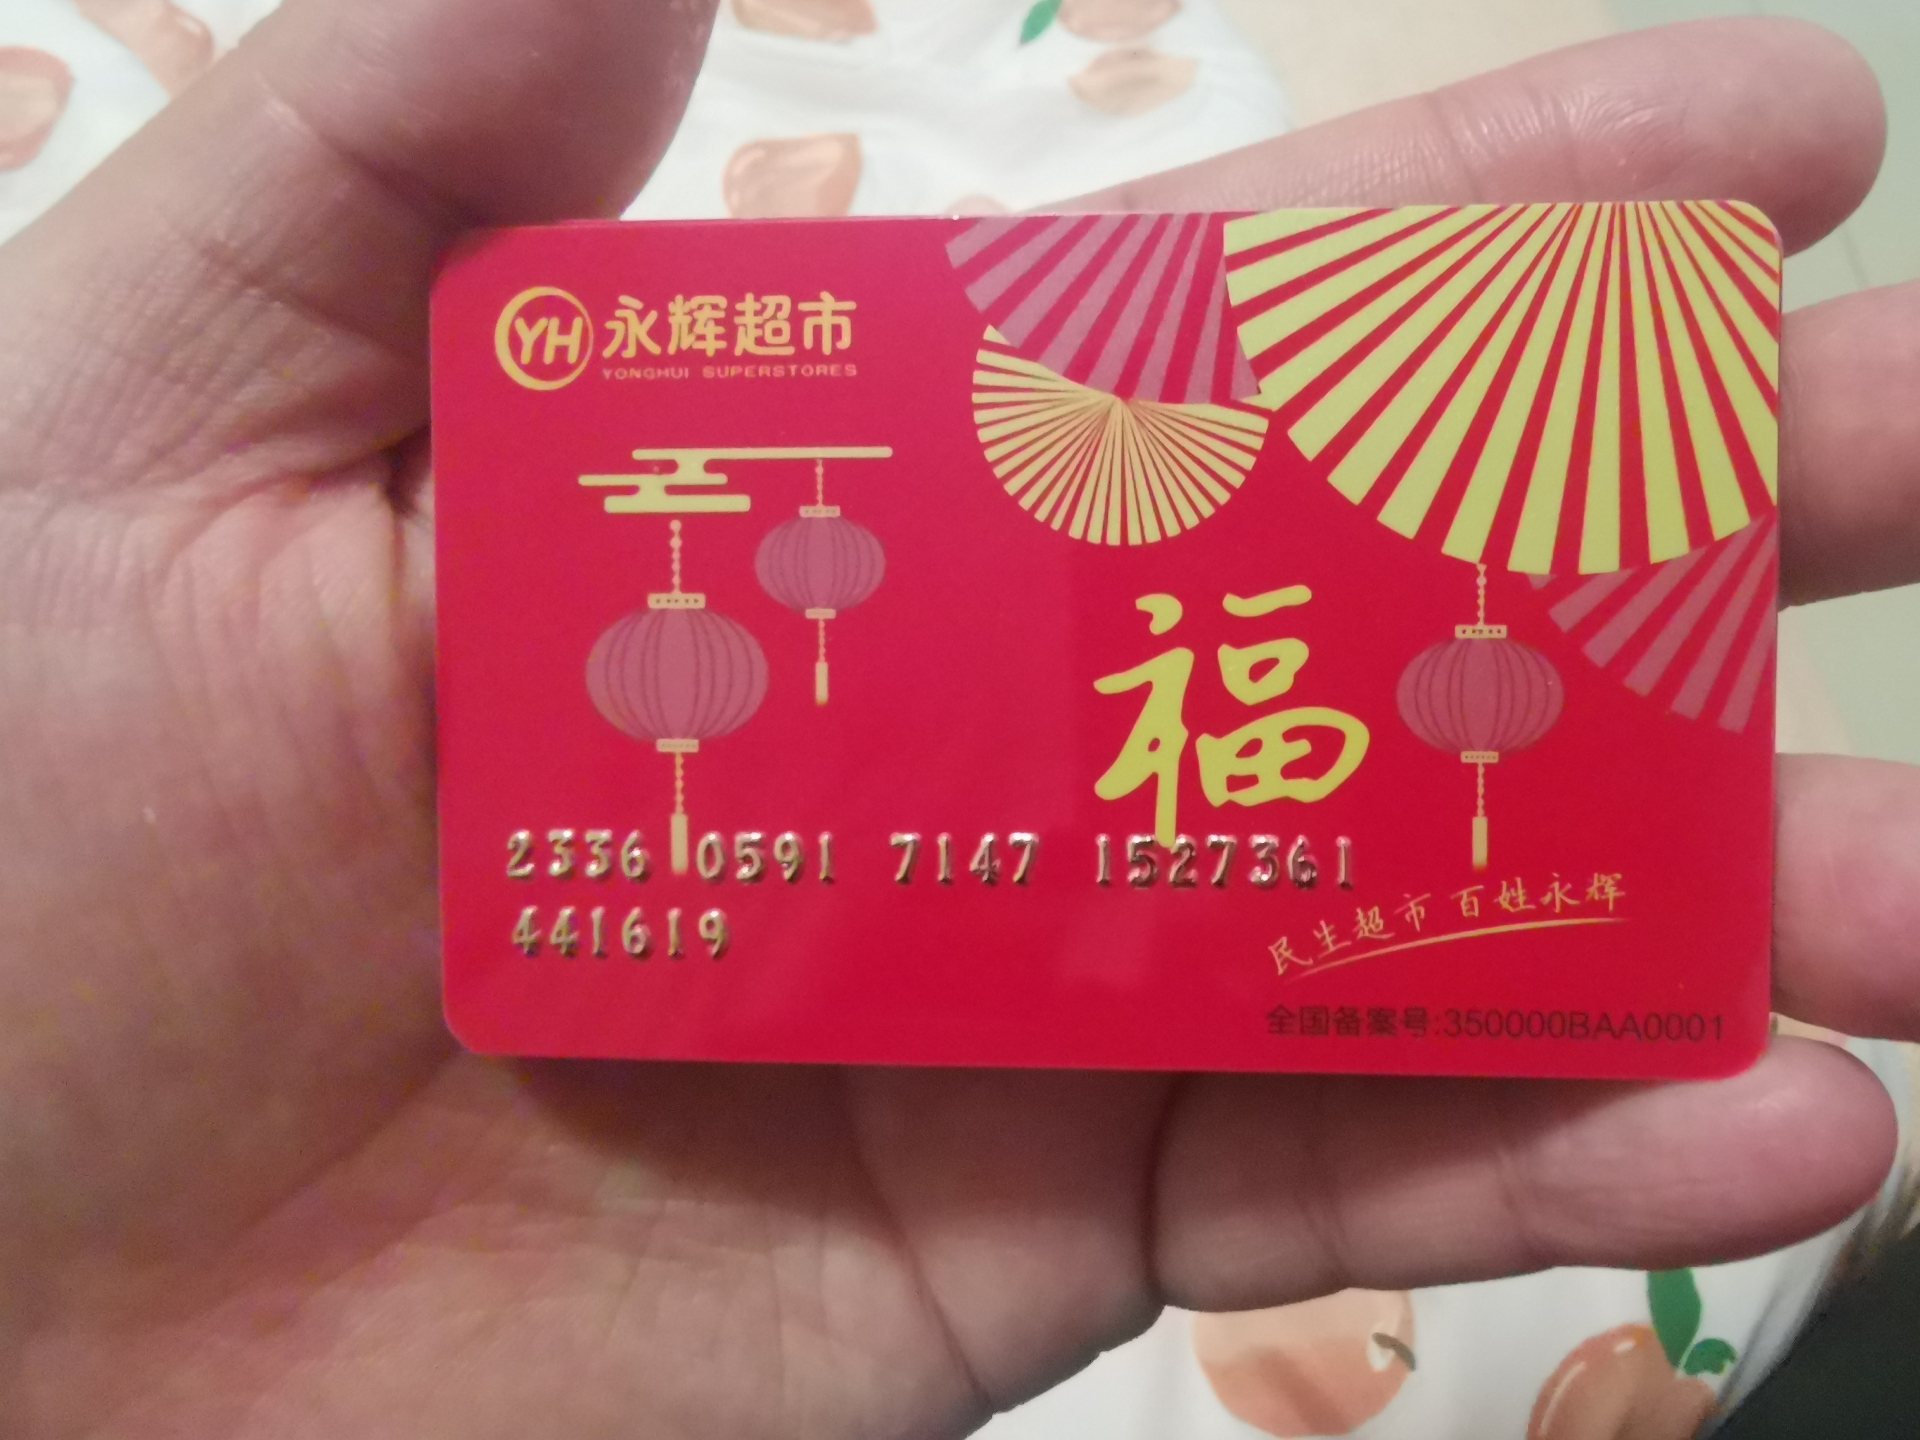 YH 永辉超市
YONGHUI SUPERSTORES
福
2336 0591 7147 1527361
441619
民生超市 百姓永辉
全国备案号:350000BAA0001